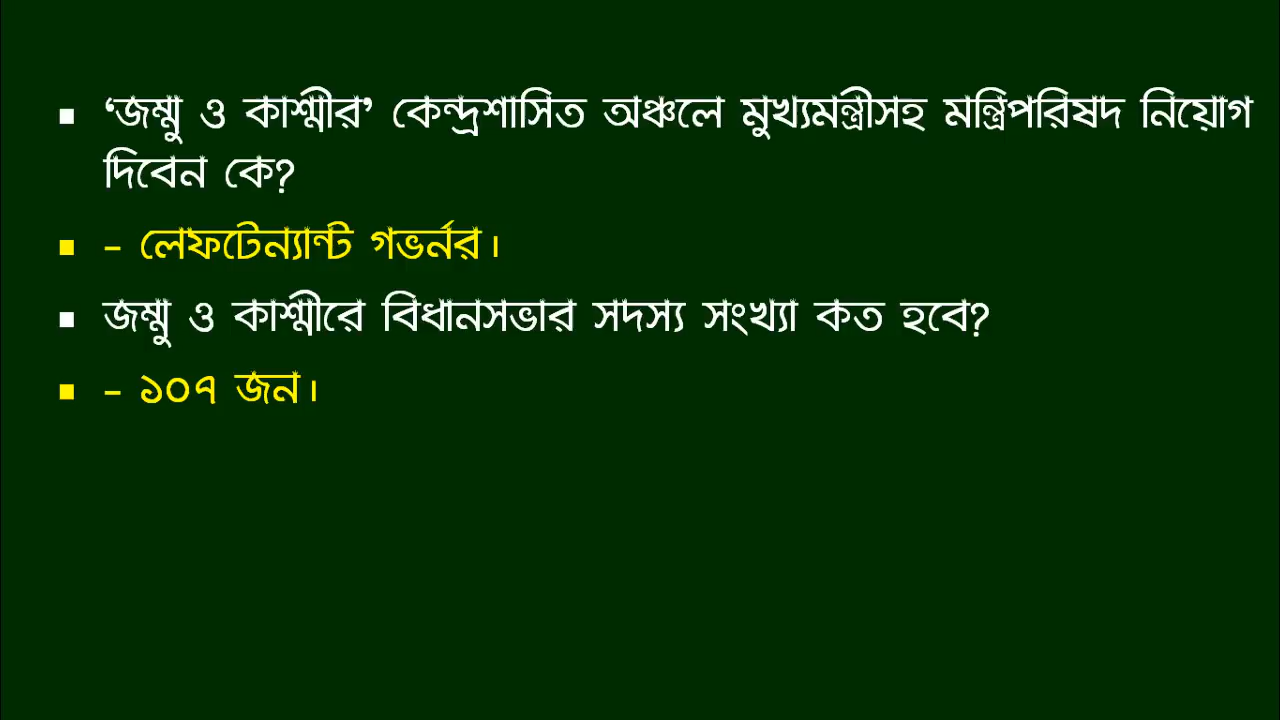 ‘জম্মু ও কাশ্মীর’ কেন্দ্রশাসিত অঞ্চলে মুখ্যমন্ত্রীসহ মন্ত্রিপরিষদ নিয়োগ
দিবেন কে?
– লেফটেন্যান্ট গভর্নর।
জম্মু ও কাশ্মীরে বিধানসভার সদস্য সংখ্যা কত হবে?
– ১০৭ জন।